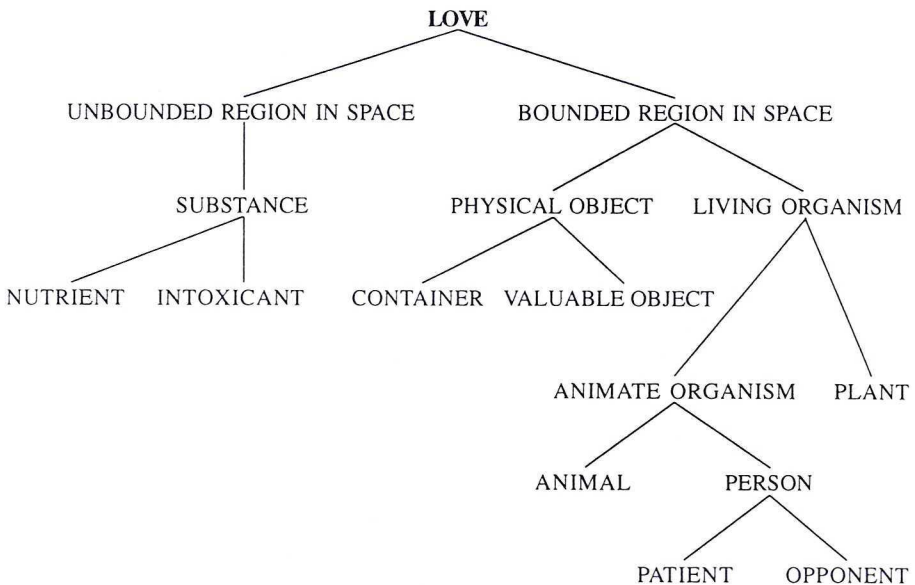 LOVE
UNBOUNDED REGION IN SPACE BOUNDED REGION IN SPACE
SUBSTANCE PHYSICAL OBJECT LIVING ORGANISM
NUTRIENT INTOXICANT CONTAINER VALUABLE OBJECT
ANIMATE ORGANISM PLANT
ANIMAL PERSON
PATIENT OPPONENT